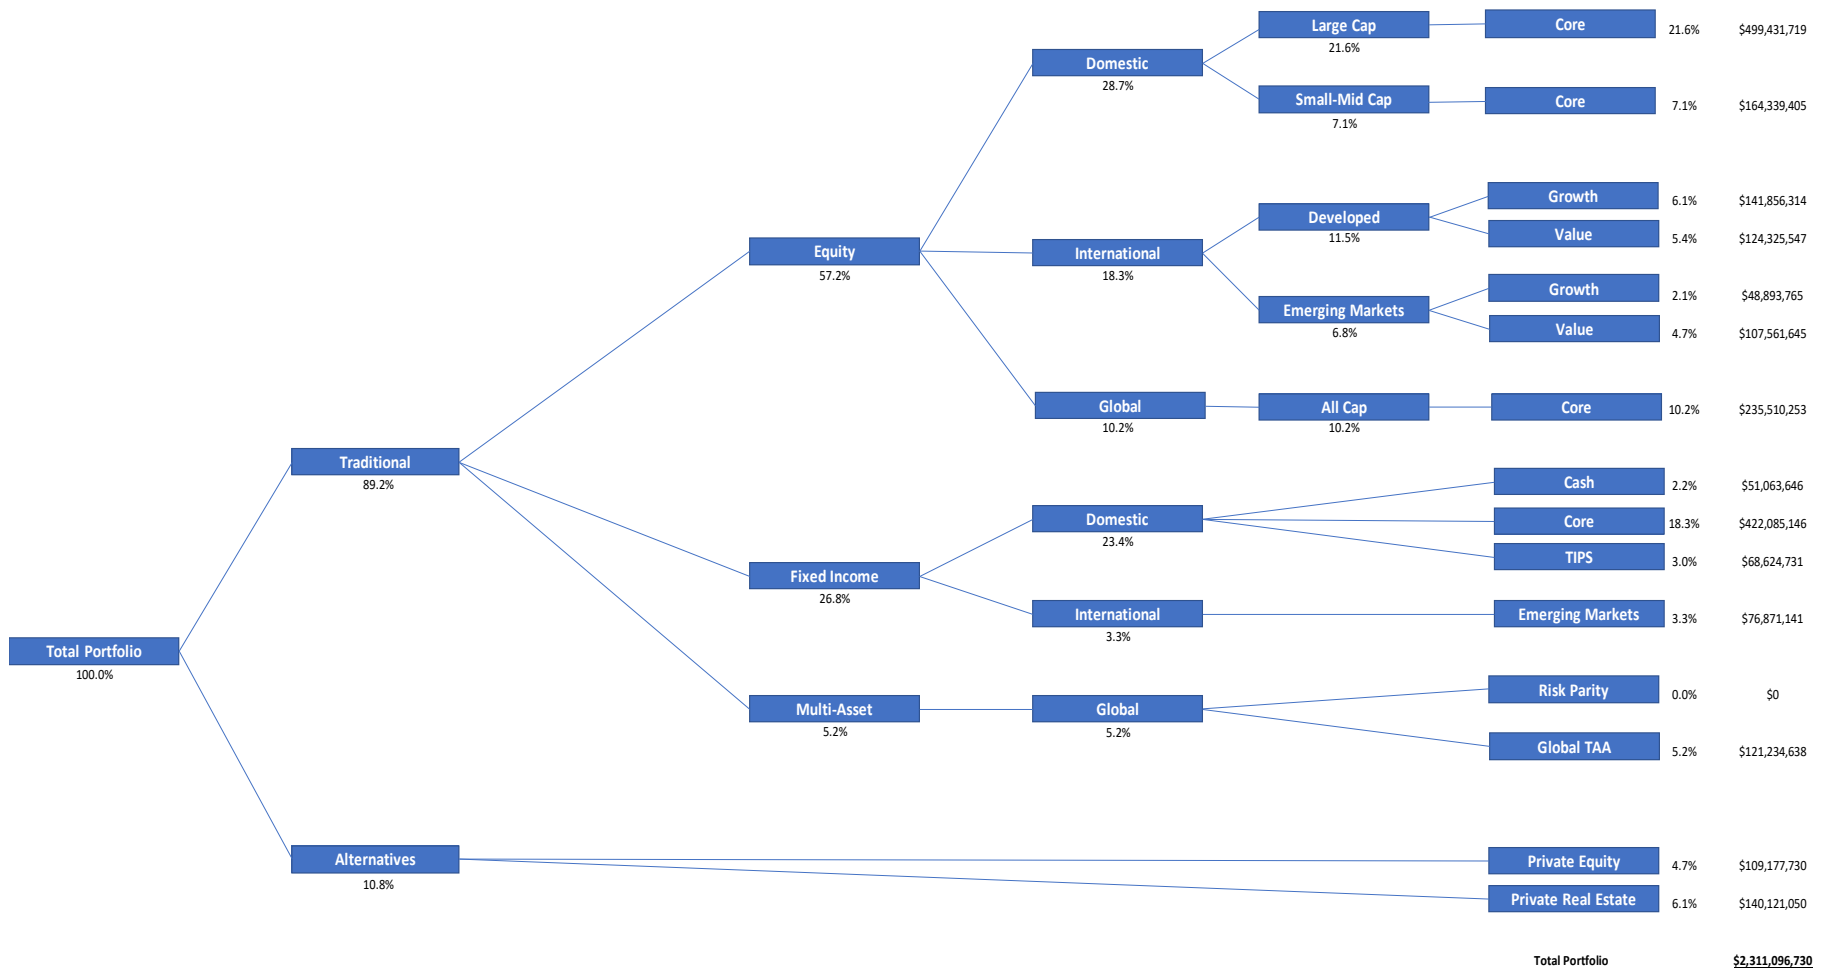 Large Cap
21.6%
Core
21.6%
$499,431,719
Domestic
28.7%
Small-Mid Cap
7.1%
Core
7.1%
$164,339,405
Growth
6.1%
$141,856,314
Developed
11.5%
Value
5.4%
$124,325,547
Equity
57.2%
International
18.3%
Growth
2.1%
$48,893,765
Emerging Markets
6.8%
Value
4.7%
$107,561,645
Global
10.2%
All Cap
10.2%
Core
10.2%
$235,510,253
Traditional
89.2%
Cash
2.2%
$51,063,646
Domestic
23.4%
Core
18.3%
$422,085,146
TIPS
3.0%
$68,624,731
Fixed Income
26.8%
International
3.3%
Emerging Markets
3.3%
$76,871,141
Total Portfolio
100.0%
Risk Parity
0.0%
$0
Multi-Asset
5.2%
Global
5.2%
Global TAA
5.2%
$121,234,638
Alternatives
10.8%
Private Equity
4.7%
$109,177,730
Private Real Estate
6.1%
$140,121,050
Total Portfolio
$2,311,096,730